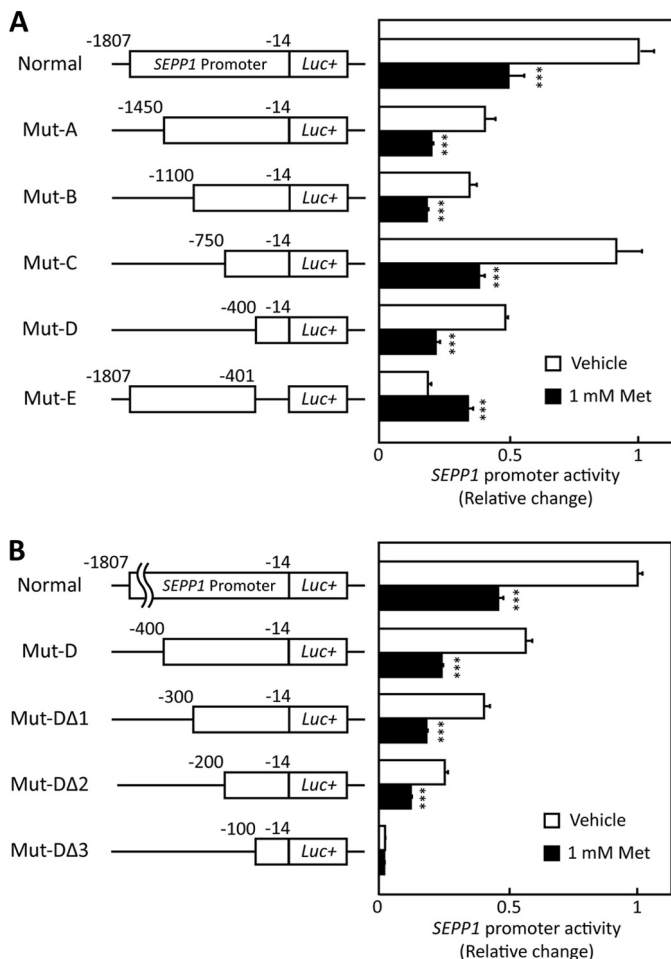 A
-1807 -14
Normal SEPP1 Promoter Luc+ ***
-1450 -14
Mut-A Luc+ ***
-1100 -14
Mut-B Luc+ ***
-750 -14
Mut-C Luc+ ***
-400 -14
Mut-D Luc+ ***
-1807 -401
Mut-E Luc+ ***
Vehicle
1 mM Met
0 0.5 1
SEPP1 promoter activity
(Relative change)
B
-1807 -14
Normal SEPP1 Promoter Luc+ ***
-400 -14
Mut-D Luc+ ***
-300 -14
Mut-DΔ1 Luc+ ***
-200 -14
Mut-DΔ2 Luc+ ***
-100 -14
Mut-DΔ3 Luc+
Vehicle
1 mM Met
0 0.5 1
SEPP1 promoter activity
(Relative change)